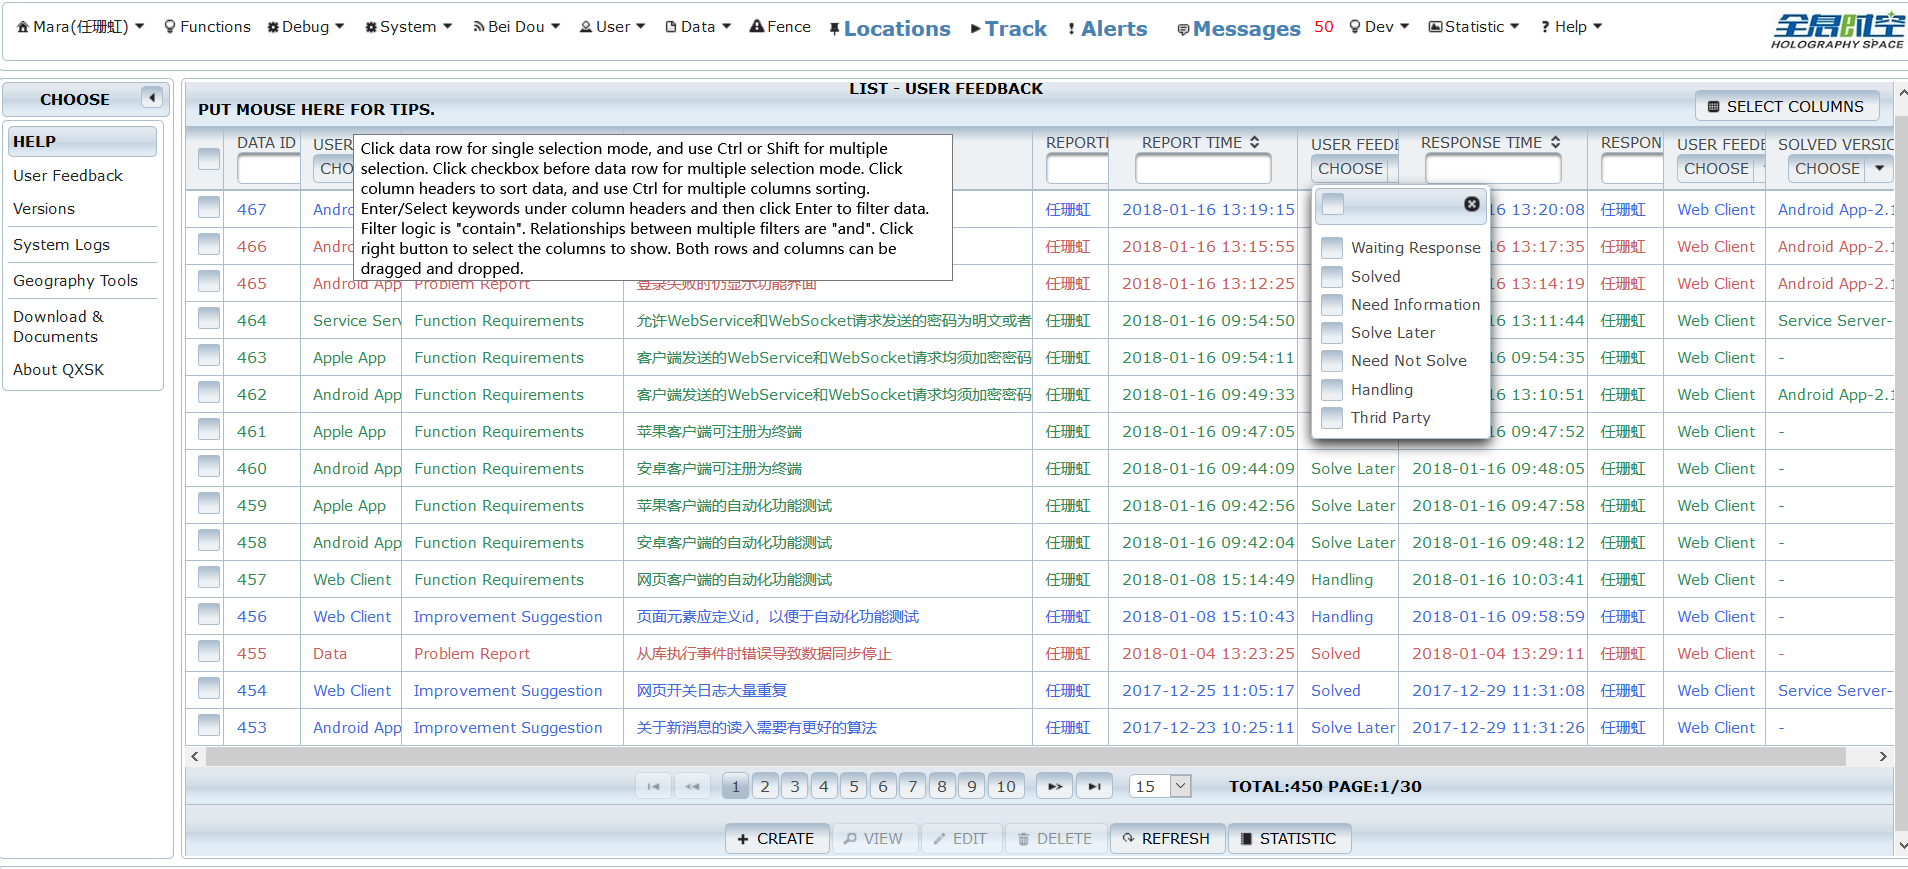 Mara(任珊虹) Functions Debug System Bei Dou User Data Fence Locations Track Alerts Messages 50 Dev Statistic ? Help
全息时空
HOLOGRAPHY SPACE
CHOOSE
HELP
User Feedback
Versions
System Logs
Geography Tools
Download &
Documents
About QXSK
LIST - USER FEEDBACK
PUT MOUSE HERE FOR TIPS.
SELECT COLUMNS
DATA ID USER REPORTI REPORT TIME USER FEEDE RESPONSE TIME RESPON USER FEEDE SOLVED VERSIC
CHO CHOOSE CHOOSE CHOOSE
Click data row for single selection mode, and use Ctrl or Shift for multiple
selection. Click checkbox before data row for multiple selection mode. Click
column headers to sort data, and use Ctrl for multiple columns sorting.
Enter/Select keywords under column headers and then click Enter to filter data.
Filter logic is "contain". Relationships between multiple filters are "and". Click
right button to select the columns to show. Both rows and columns can be
dragged and dropped.
Waiting Response
Solved
Need Information
Solve Later
Need Not Solve
Handling
Thrid Party
467 Andro 任珊虹 2018-01-16 13:19:15 16 13:20:08 任珊虹 Web Client Android App-2.1
466 Andro 任珊虹 2018-01-16 13:15:55 16 13:17:35 任珊虹 Web Client Android App-2.1
465 Android App Problem Report 登录失败时仍显示功能界面 任珊虹 2018-01-16 13:12:25 16 13:14:19 任珊虹 Web Client Android App-2.1
464 Service Serv Function Requirements 允许WebService和WebSocket请求发送的密码为明文或者 任珊虹 2018-01-16 09:54:50 16 13:11:44 任珊虹 Web Client Service Server-
463 Apple App Function Requirements 客户端发送的WebService和WebSocket请求均须加密密码 任珊虹 2018-01-16 09:54:11 16 09:54:35 任珊虹 Web Client -
462 Android App Function Requirements 客户端发送的WebService和WebSocket请求均须加密密码 任珊虹 2018-01-16 09:49:33 16 13:10:51 任珊虹 Web Client Android App-2.1
461 Apple App Function Requirements 苹果客户端可注册为终端 任珊虹 2018-01-16 09:47:05 16 09:47:52 任珊虹 Web Client -
460 Android App Function Requirements 安卓客户端可注册为终端 任珊虹 2018-01-16 09:44:09 Solve Later 2018-01-16 09:48:05 任珊虹 Web Client -
459 Apple App Function Requirements 苹果客户端的自动化功能测试 任珊虹 2018-01-16 09:42:56 Solve Later 2018-01-16 09:47:58 任珊虹 Web Client -
458 Android App Function Requirements 安卓客户端的自动化功能测试 任珊虹 2018-01-16 09:42:04 Solve Later 2018-01-16 09:48:12 任珊虹 Web Client -
457 Web Client Function Requirements 网页客户端的自动化功能测试 任珊虹 2018-01-08 15:14:49 Handling 2018-01-16 10:03:41 任珊虹 Web Client -
456 Web Client Improvement Suggestion 页面元素应定义id，以便于自动化功能测试 任珊虹 2018-01-08 15:10:43 Handling 2018-01-16 09:58:59 任珊虹 Web Client -
455 Data Problem Report 从库执行事件时错误导致数据同步停止 任珊虹 2018-01-04 13:23:25 Solved 2018-01-04 13:29:11 任珊虹 Web Client -
454 Web Client Improvement Suggestion 网页开关日志大量重复 任珊虹 2017-12-25 11:05:17 Solved 2017-12-29 11:31:08 任珊虹 Web Client Service Server-
453 Android App Improvement Suggestion 关于新消息的读入需要有更好的算法 任珊虹 2017-12-23 10:25:11 Solve Later 2017-12-29 11:31:26 任珊虹 Web Client -
1 2 3 4 5 6 7 8 9 10 15 TOTAL:450 PAGE:1/30
CREATE VIEW EDIT DELETE REFRESH STATISTIC